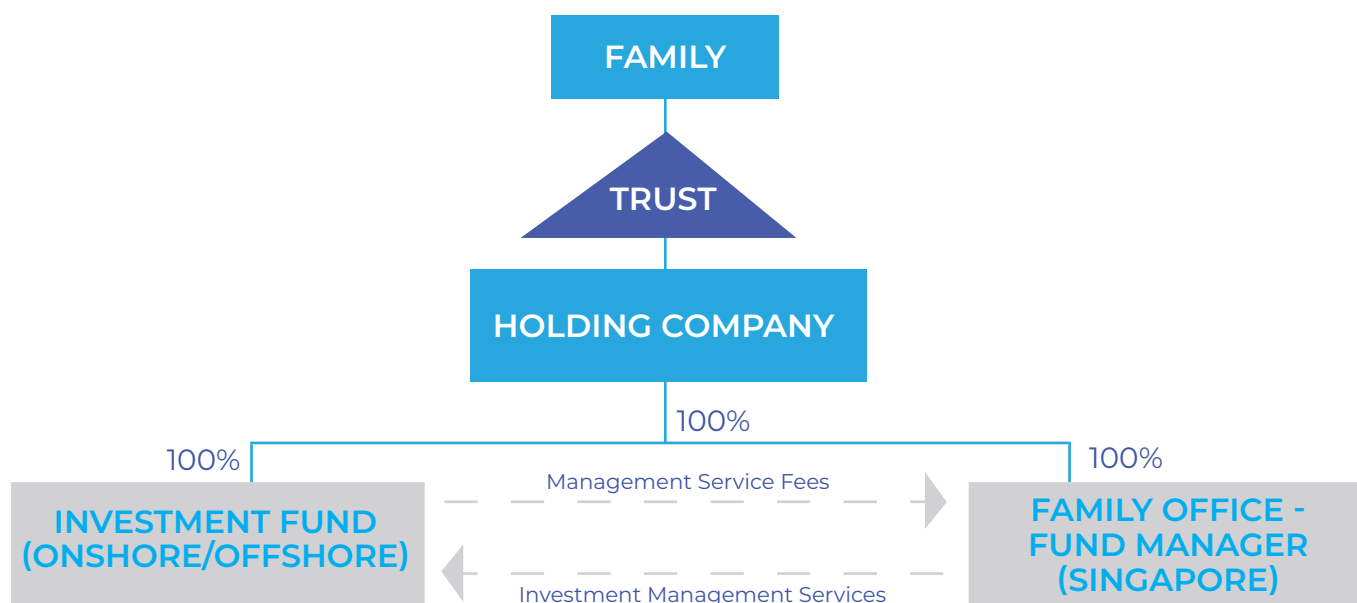 FAMILY
TRUST
HOLDING COMPANY
100%
100%
100%
Management Service Fees
INVESTMENT FUND
(ONSHORE/OFFSHORE)
FAMILY OFFICE -
FUND MANAGER
(SINGAPORE)
Investment Management Services